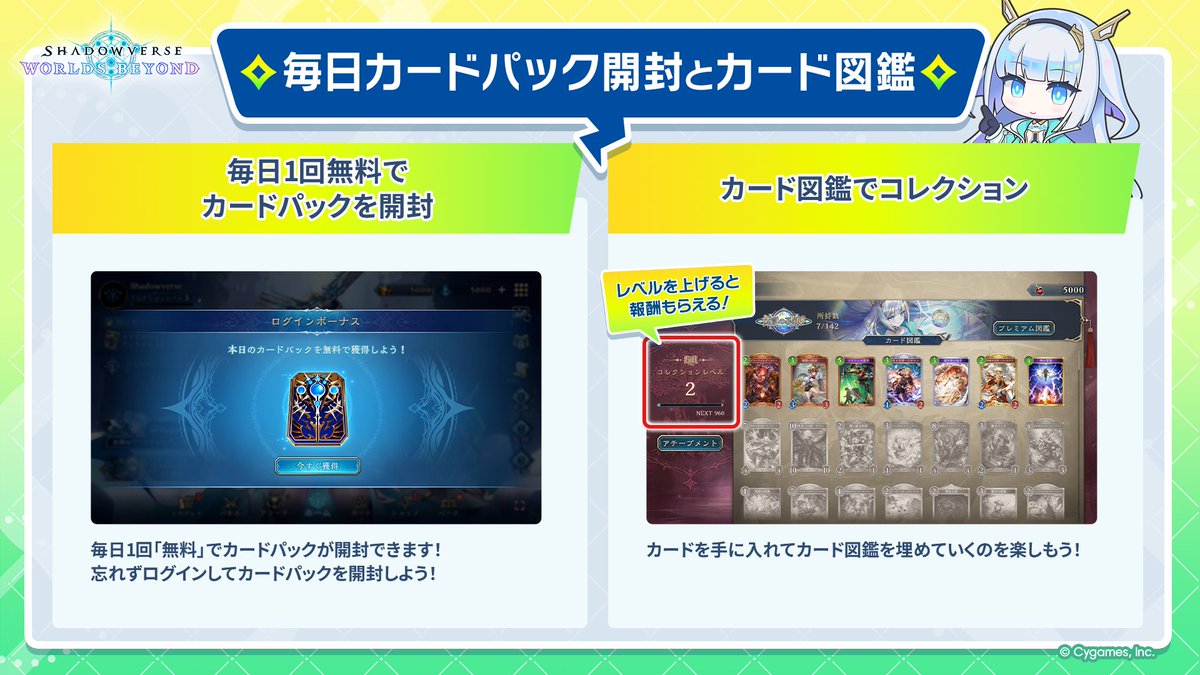 SHADOWVERSE
WORLDS BEYOND
毎日カードパック開封とカード図鑑
毎日1回無料で
カードパックを開封
Shadowverse
5000
5000
ログインボーナス
本日のカードパックを無料で獲得しよう！
今すぐ獲得
毎日1回「無料」でカードパックが開封できます！
忘れずログインしてカードパックを開封しよう！
カード図鑑でコレクション
レベルを上げると
報酬もらえる！
5000
所持数
7/142
プレミアム図鑑
カード図鑑
コレクションレベル
2
NEXT 960
アチーブメント
カードを手に入れてカード図鑑を埋めていくのを楽しもう！
© Cygames, Inc.